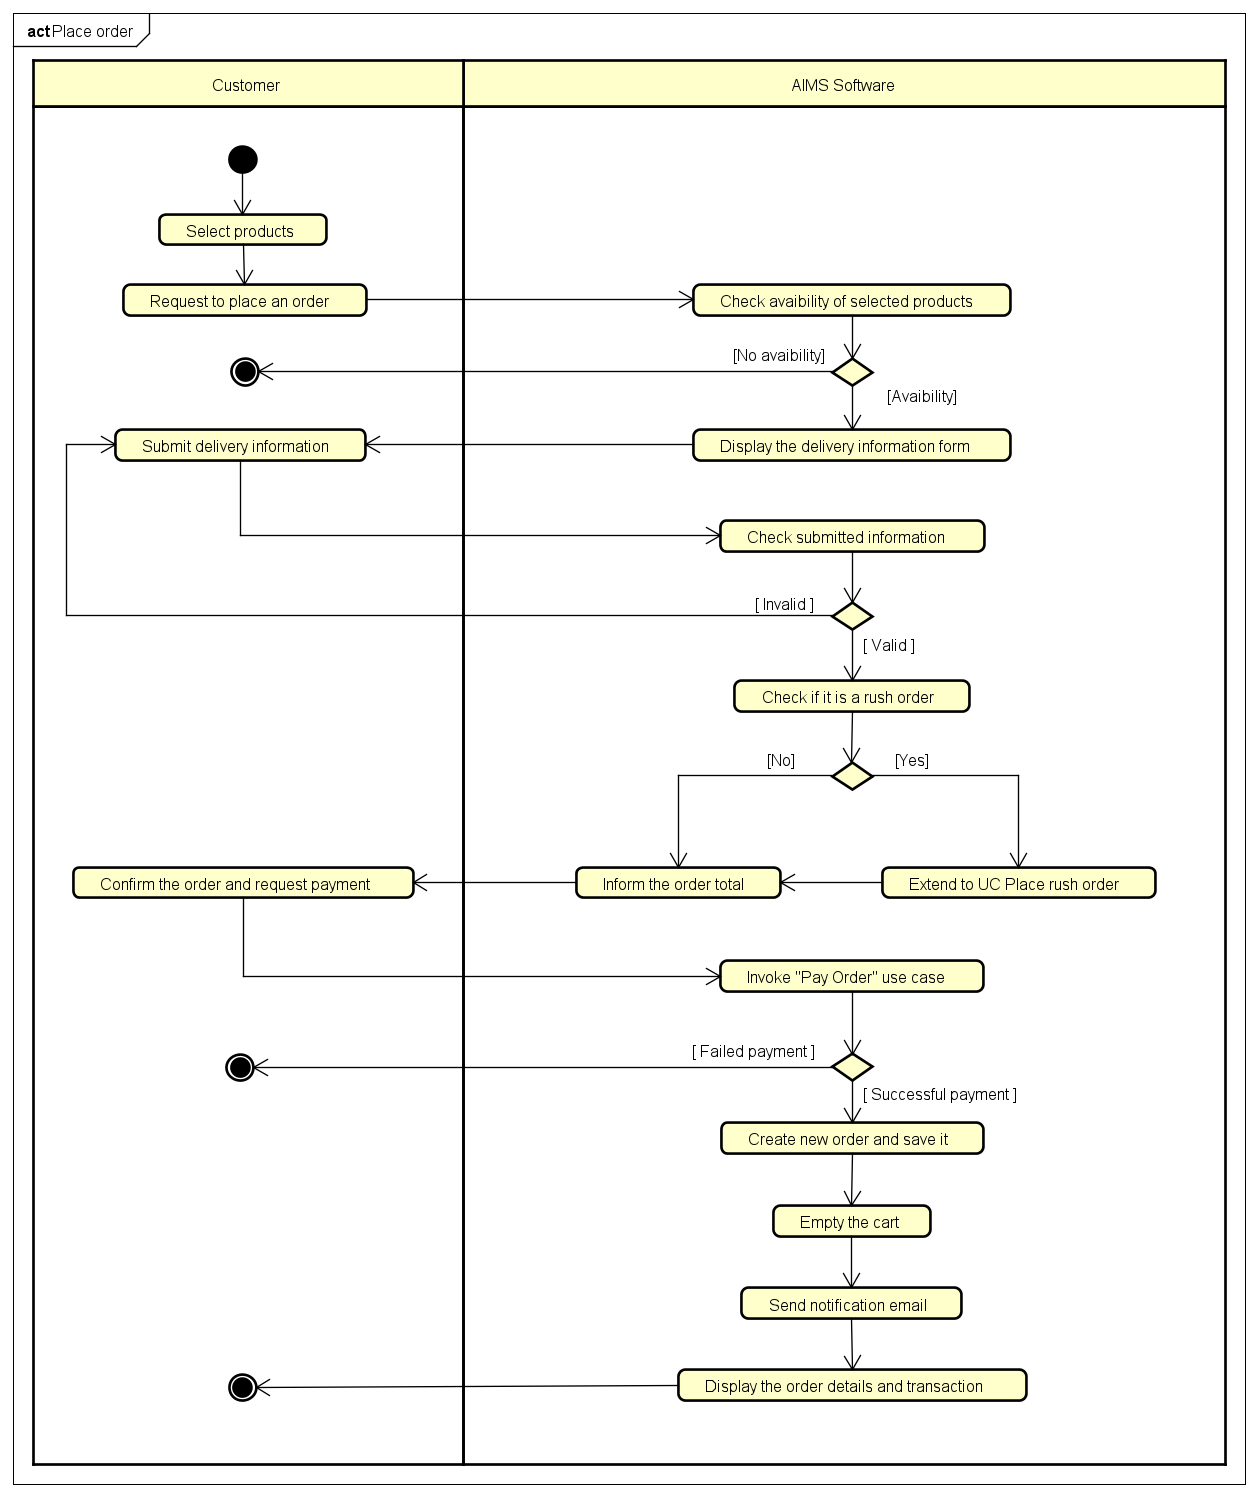 act Place order
Customer
AIMS Software
Select products
Request to place an order
Check avaibility of selected products
[No avaibility]
[Avaibility]
Submit delivery information
Display the delivery information form
Check submitted information
[ Invalid ]
[ Valid ]
Check if it is a rush order
[No]
[Yes]
Confirm the order and request payment
Inform the order total
Extend to UC Place rush order
Invoke "Pay Order" use case
[ Failed payment ]
[ Successful payment ]
Create new order and save it
Empty the cart
Send notification email
Display the order details and transaction